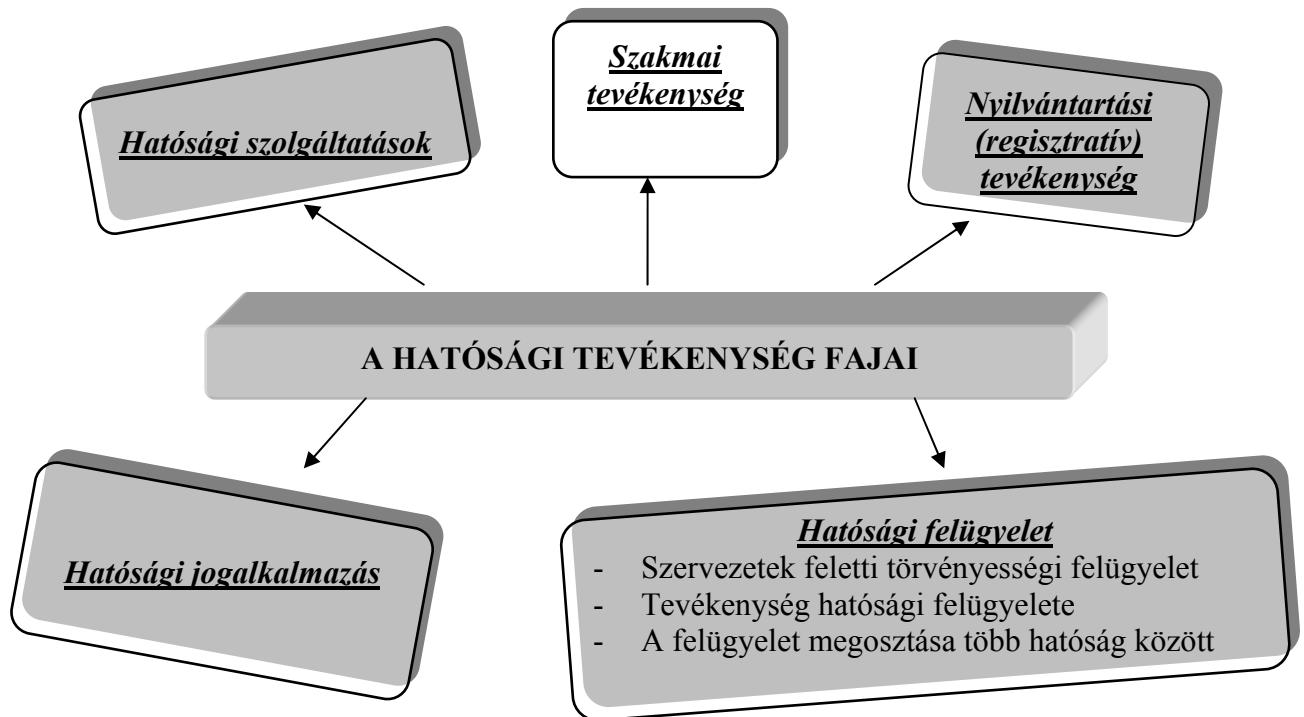 Szakmai
tevékenység
Hatósági szolgáltatások
Nyilvántartási
(regisztratív)
tevékenység
A HATÓSÁGI TEVÉKENYSÉG FAJAI
Hatósági jogalkalmazás
Hatósági felügyelet
- Szervezetek feletti törvényességi felügyelet
- Tevékenység hatósági felügyelete
- A felügyelet megosztása több hatóság között